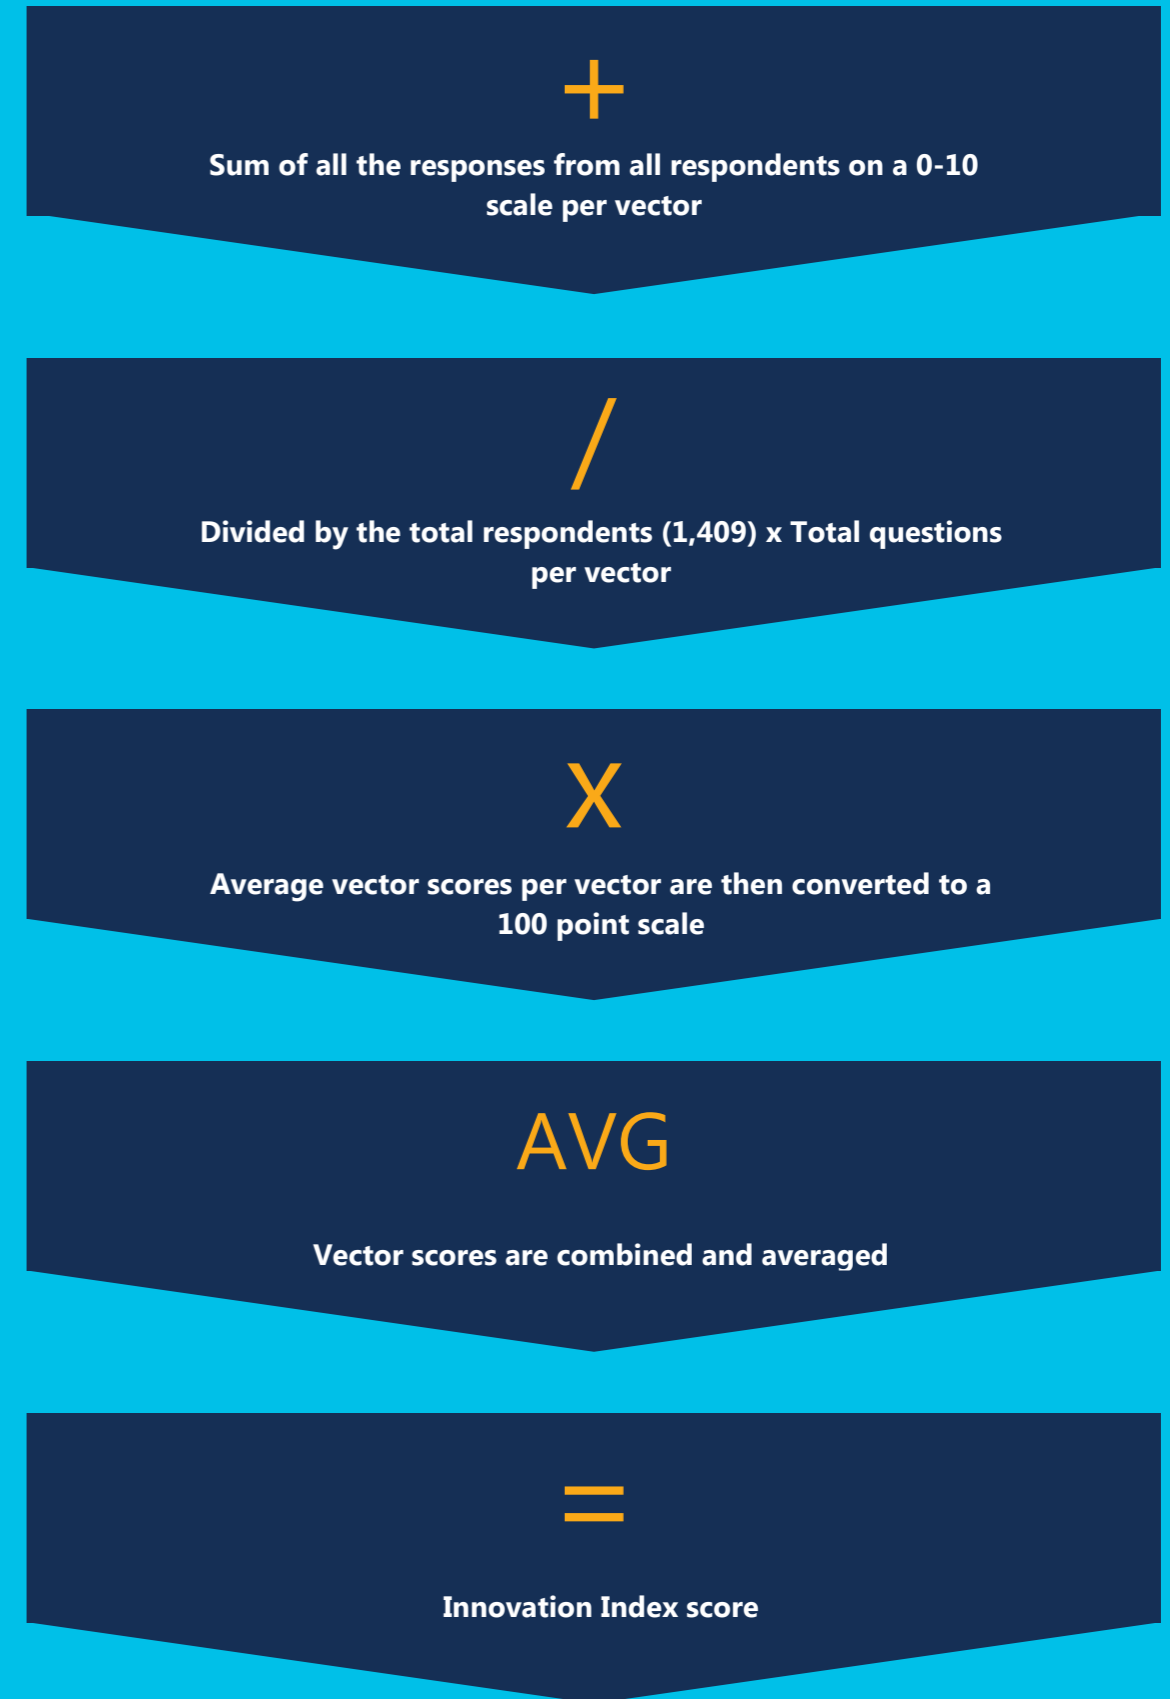 +
Sum of all the responses from all respondents on a 0-10
scale per vector
/
Divided by the total respondents (1,409) x Total questions
per vector
X
Average vector scores per vector are then converted to a
100 point scale
AVG
Vector scores are combined and averaged
=
Innovation Index score